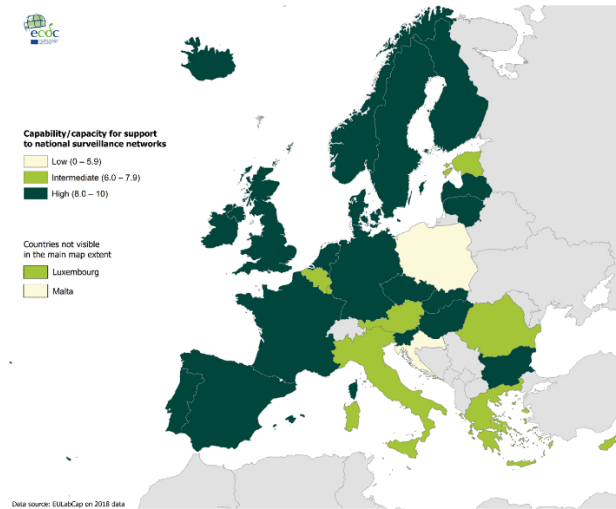 ecdc
Capability/capacity for support
to national surveillance networks
Low (0 – 5.9)
Intermediate (6.0 – 7.9)
High (8.0 – 10)
Countries not visible
in the main map extent
Luxembourg
Malta
Data source: EULabCap on 2018 data